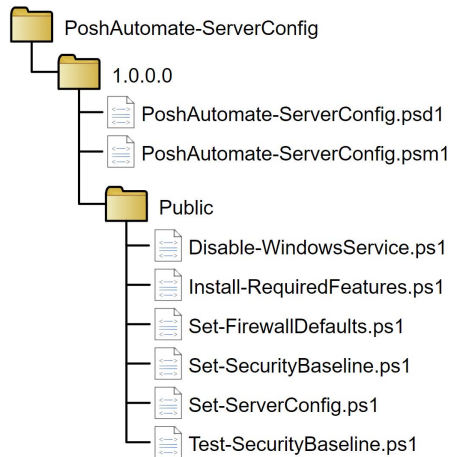 PoshAutomate-ServerConfig
1.0.0.0
PoshAutomate-ServerConfig.psd1
PoshAutomate-ServerConfig.psm1
Public
Disable-WindowsService.ps1
Install-RequiredFeatures.ps1
Set-FirewallDefaults.ps1
Set-SecurityBaseline.ps1
Set-ServerConfig.ps1
Test-SecurityBaseline.ps1